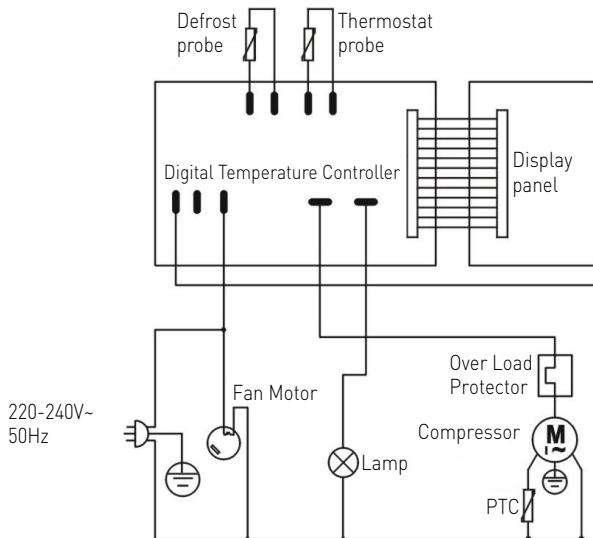 Defrost
probe
Thermostat
probe
Digital Temperature Controller
Display
panel
Over Load
Protector
220-240V~
50Hz
Fan Motor
Compressor
M
I ~
Lamp
PTC